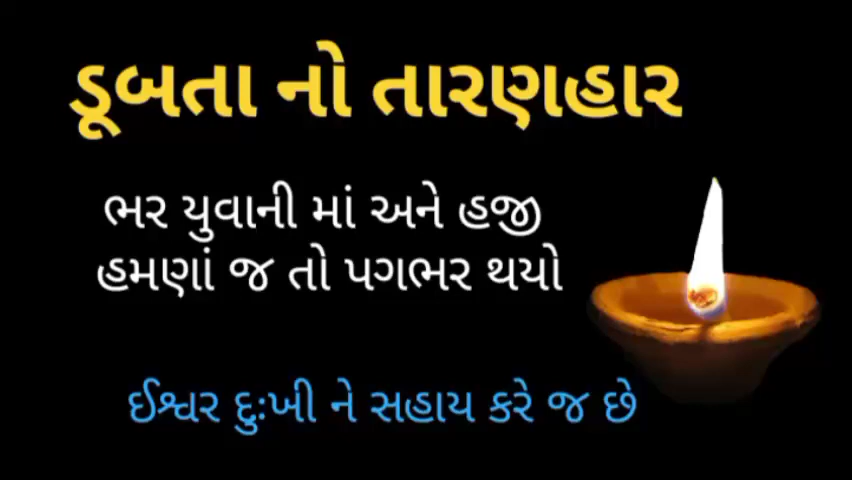 ડૂબતા નો તારણહાર
ભર યુવાની માં અને હજી
હમણાં જ તો પગભર થયો
ઈશ્વર દુઃખી ને સહાય કરે જ છે